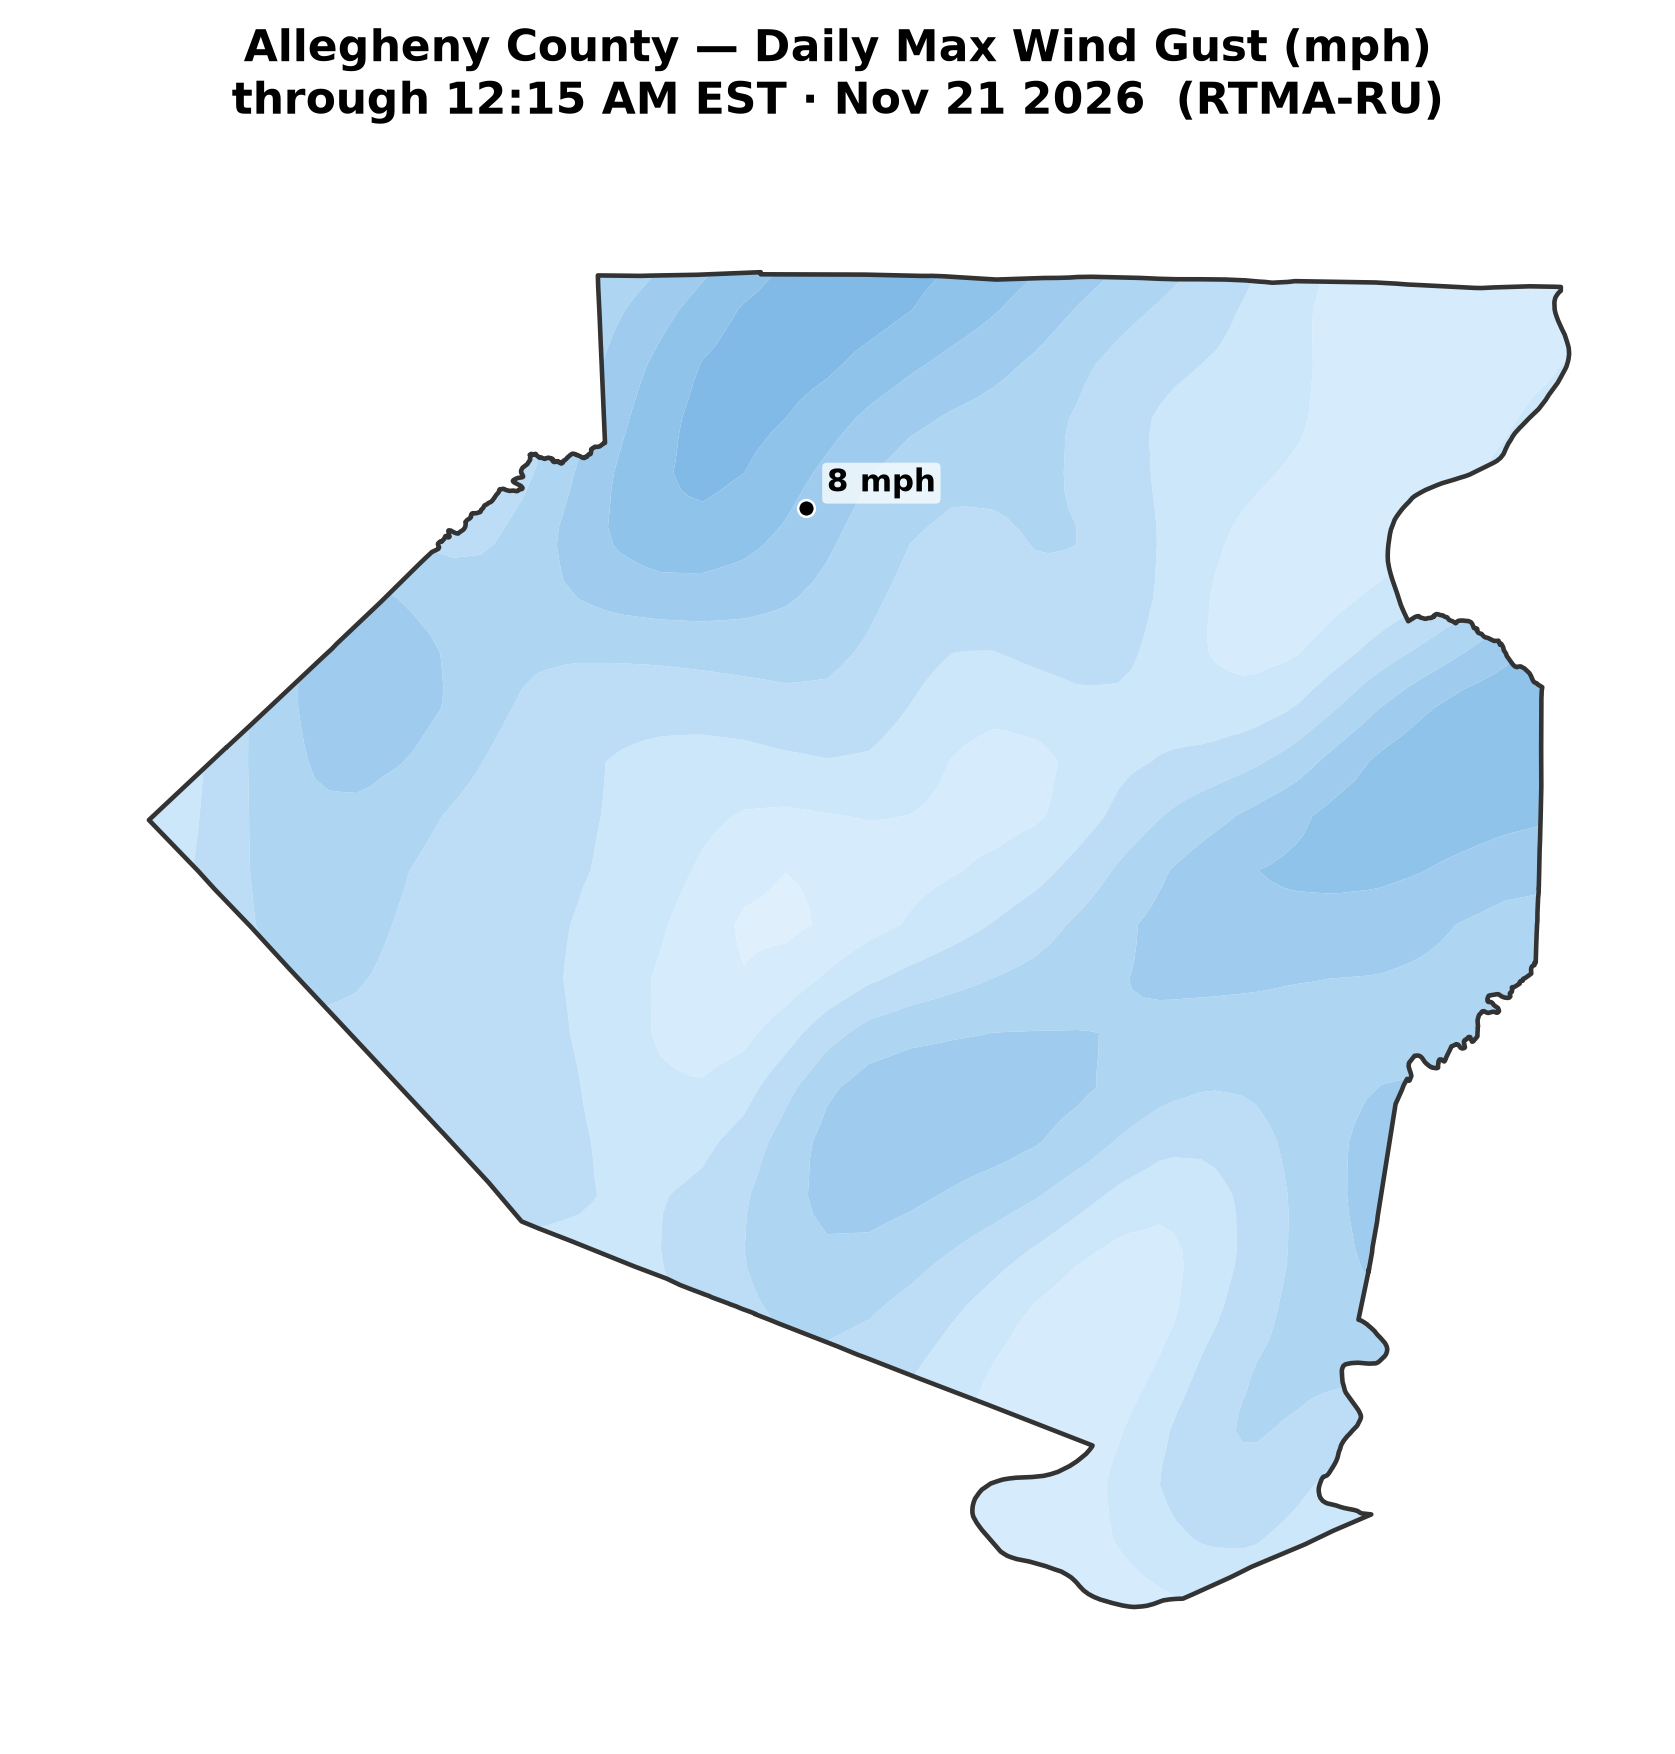 Allegheny County — Daily Max Wind Gust (mph)
through 12:15 AM EST · Nov 21 2026 (RTMA-RU)
8 mph